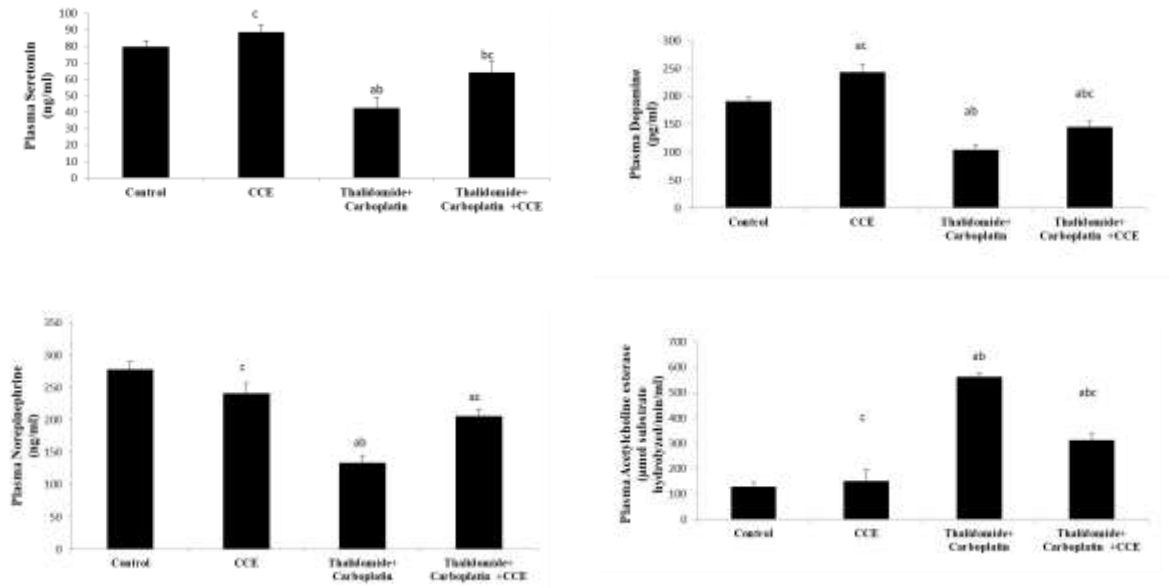 Plasma Seretonin
(ng/ml)
100
90
80
70
60
50
40
30
20
10
0
c
ab
bc
Control
CCE
Thalidomide+
Carboplatin
Thalidomide+
Carboplatin +CCE
Plasma Dopamine
(pg/ml)
300
250
200
150
100
50
0
ac
ab
abc
Control
CCE
Thalidomide+
Carboplatin
Thalidomide+
Carboplatin +CCE
Plasma Norepinephrine
(ng/ml)
350
300
250
200
150
100
50
0
c
ab
ac
Control
CCE
Thalidomide+
Carboplatin
Thalidomide+
Carboplatin +CCE
Plasma Acetylcholine esterase
(µmol substrate
hydrolyzed/min/ml)
700
600
500
400
300
200
100
0
c
ab
abc
Control
CCE
Thalidomide+
Carboplatin
Thalidomide+
Carboplatin +CCE